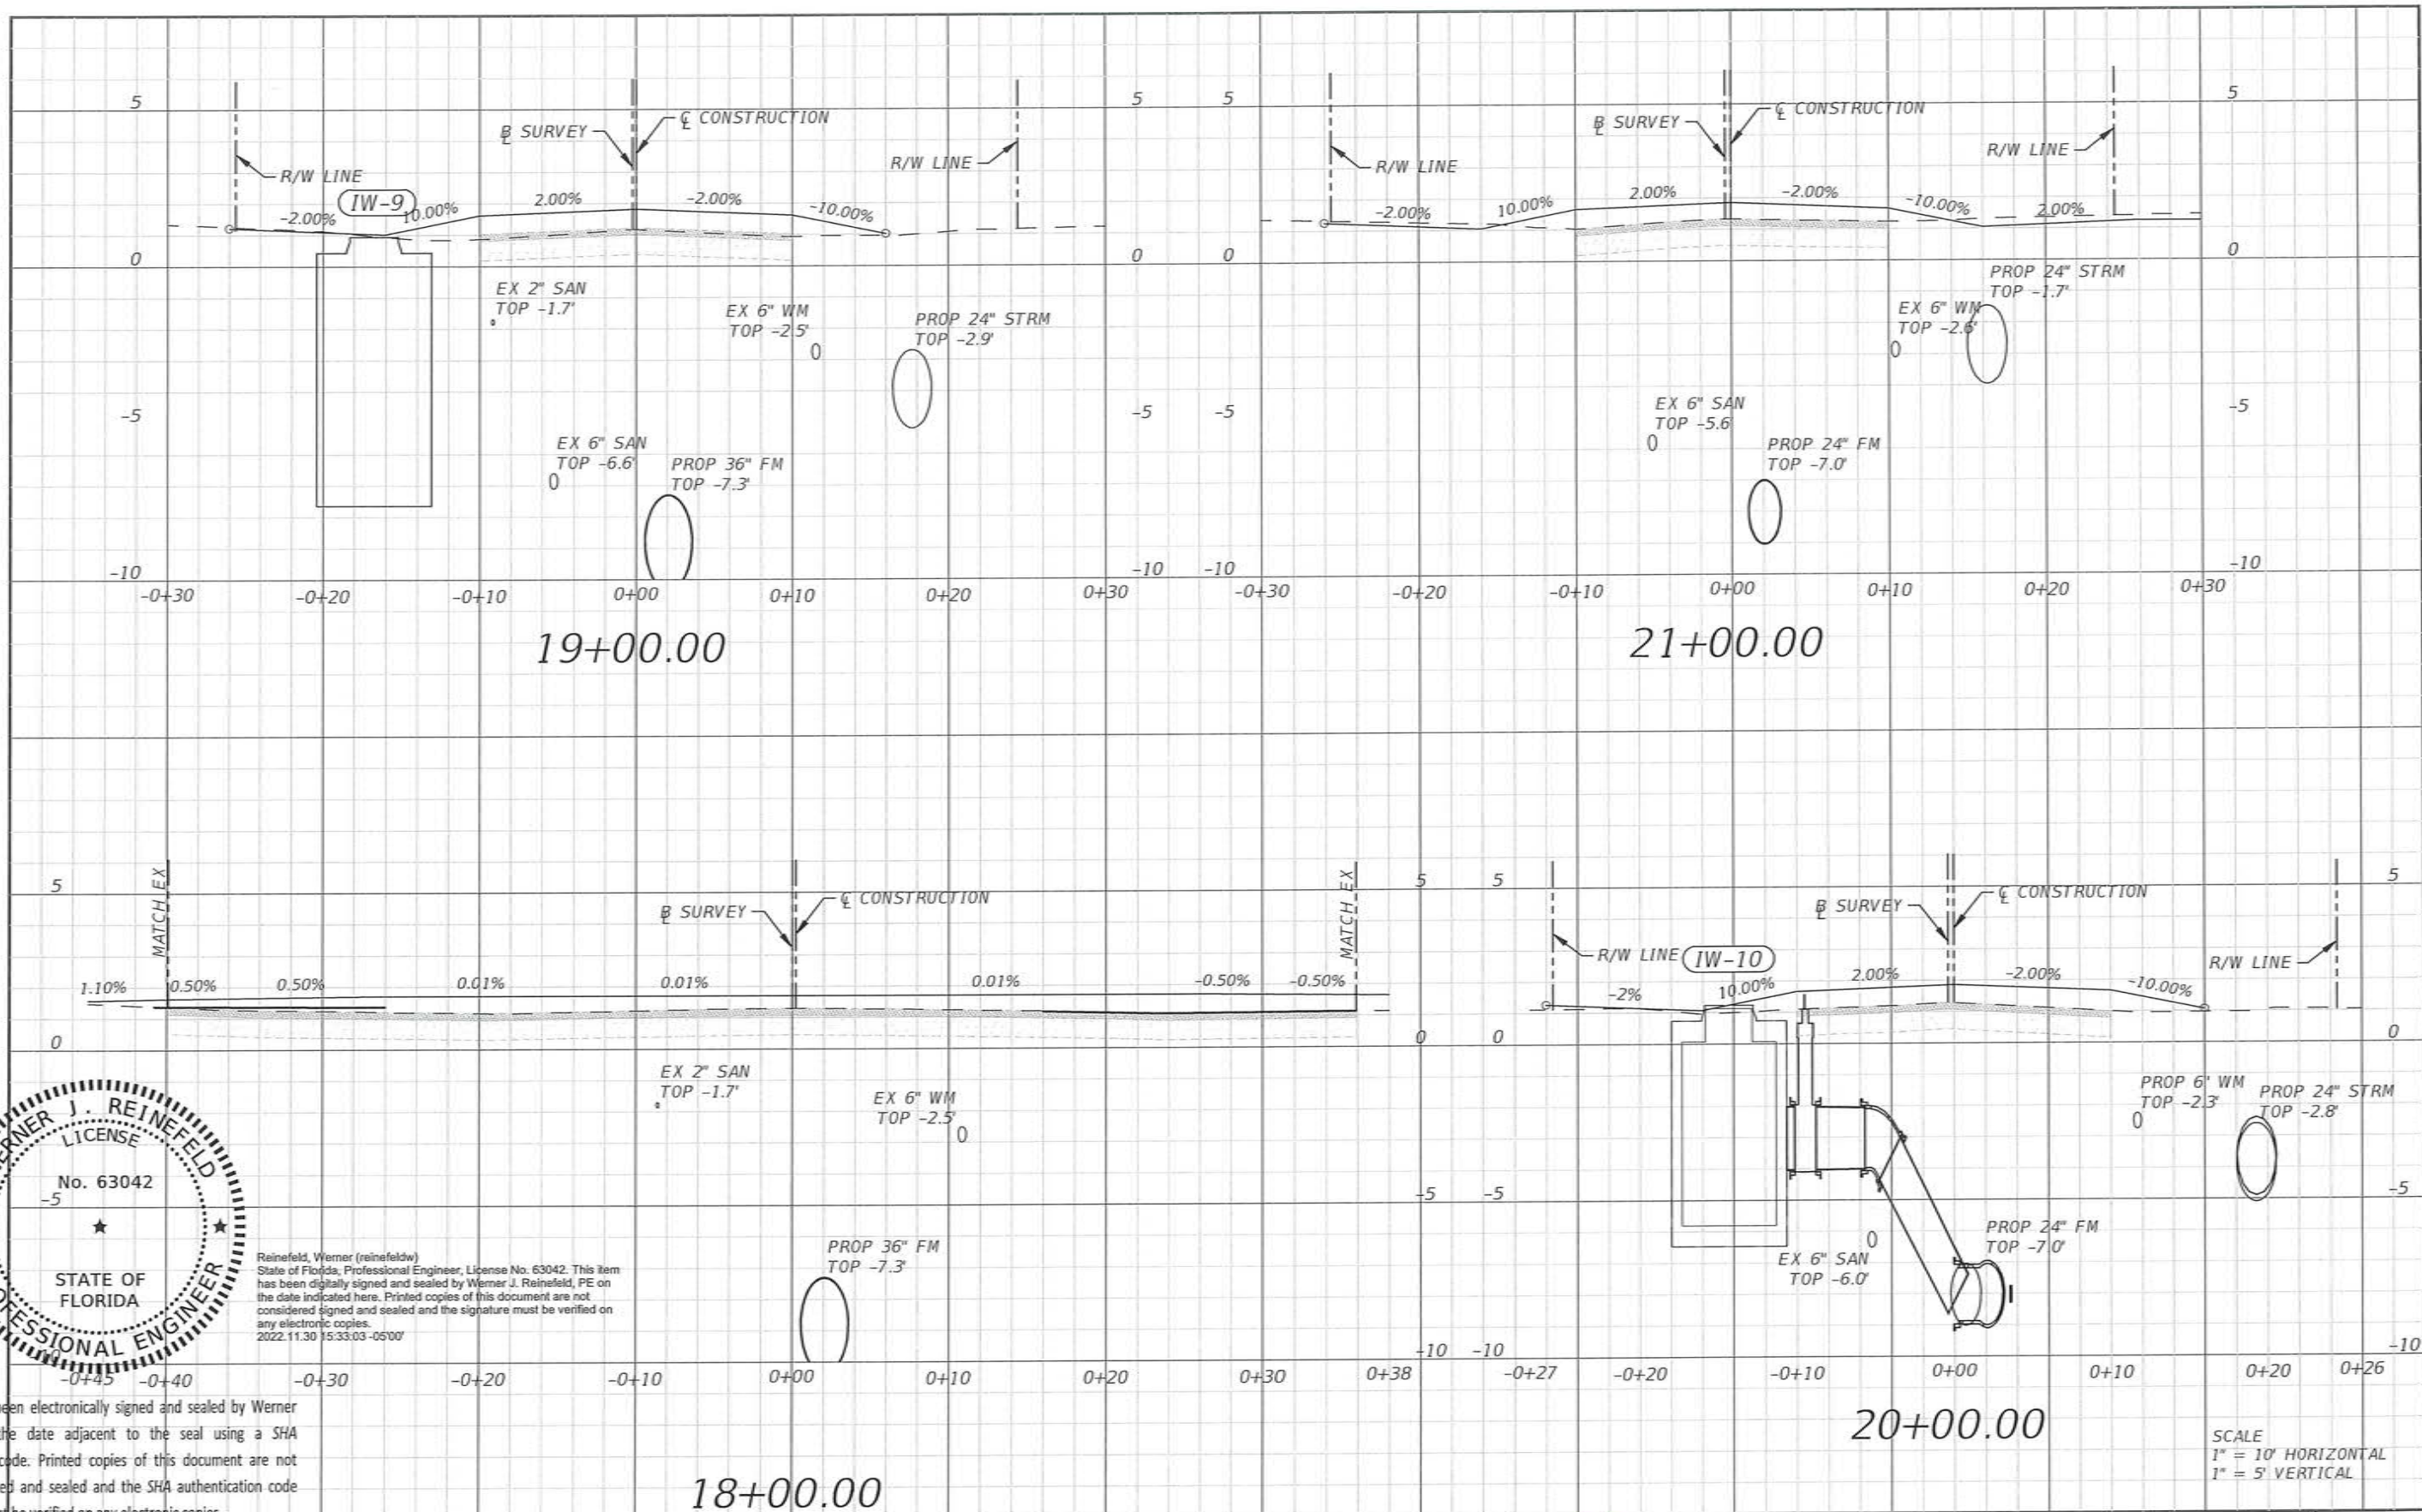 5
5
5
5
℄ CONSTRUCTION
B̵L SURVEY
R/W LINE
R/W LINE
IW-9
-2.00%
10.00%
2.00%
-2.00%
-10.00%
0
0
EX 2" SAN
TOP -1.7'
EX 6" WM
TOP -2.5'
PROP 24" STRM
TOP -2.9'
-5
-5
EX 6" SAN
TOP -6.6'
PROP 36" FM
TOP -7.3'
-10
-10
-0+30
-0+20
-0+10
0+00
0+10
0+20
0+30
19+00.00
℄ CONSTRUCTION
B̵L SURVEY
R/W LINE
R/W LINE
-2.00%
10.00%
2.00%
-2.00%
-10.00%
2.00%
0
0
PROP 24" STRM
TOP -1.7'
EX 6" WM
TOP -2.6'
-5
-5
EX 6" SAN
TOP -5.6'
PROP 24" FM
TOP -7.0'
-10
-10
-0+30
-0+20
-0+10
0+00
0+10
0+20
0+30
21+00.00
5
5
MATCH EX
MATCH EX
℄ CONSTRUCTION
B̵L SURVEY
1.10%
0.50%
0.50%
0.01%
0.01%
0.01%
-0.50%
-0.50%
0
0
EX 2" SAN
TOP -1.7'
EX 6" WM
TOP -2.5'
-5
-5
PROP 36" FM
TOP -7.3'
-10
-10
-0+45
-0+40
-0+30
-0+20
-0+10
0+00
0+10
0+20
0+30
0+38
18+00.00
5
5
℄ CONSTRUCTION
B̵L SURVEY
R/W LINE
IW-10
R/W LINE
-2%
10.00%
2.00%
-2.00%
-10.00%
0
0
PROP 6' WM
TOP -2.3'
PROP 24" STRM
TOP -2.8'
-5
-5
EX 6" SAN
TOP -6.0'
PROP 24" FM
TOP -7.0'
-10
-10
-0+27
-0+20
-0+10
0+00
0+10
0+20
0+26
20+00.00
SCALE
1" = 10' HORIZONTAL
1" = 5' VERTICAL
J. REINEFELD
LICENSE
No. 63042
STATE OF
FLORIDA
ENGINEER
Reinefeld, Werner (reinefeldw)
State of Florida, Professional Engineer, License No. 63042. This item
has been digitally signed and sealed by Werner J. Reinefeld, PE on
the date indicated here. Printed copies of this document are not
considered signed and sealed and the signature must be verified on
any electronic copies.
2022.11.30 15:33:03 -05'00'
electronically signed and sealed by Werner
date adjacent to the seal using a SHA
Printed copies of this document are not
and sealed and the SHA authentication code
be verified on any electronic copies